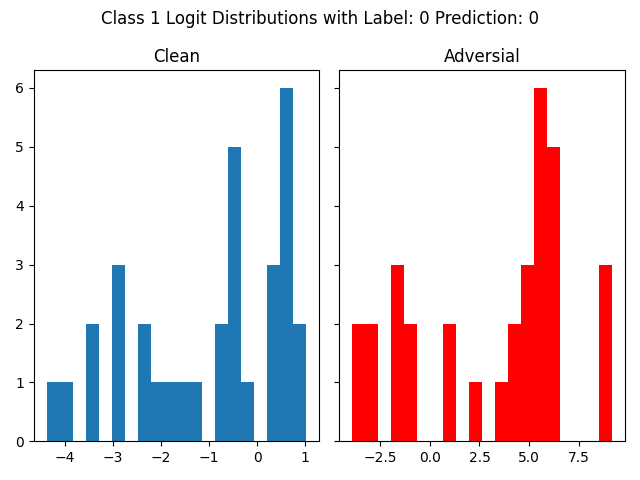 Class 1 Logit Distributions with Label: 0 Prediction: 0
Clean
Adversial
6
5
4
3
2
1
0
−4 −3 −2 −1 0 1
−2.5 0.0 2.5 5.0 7.5